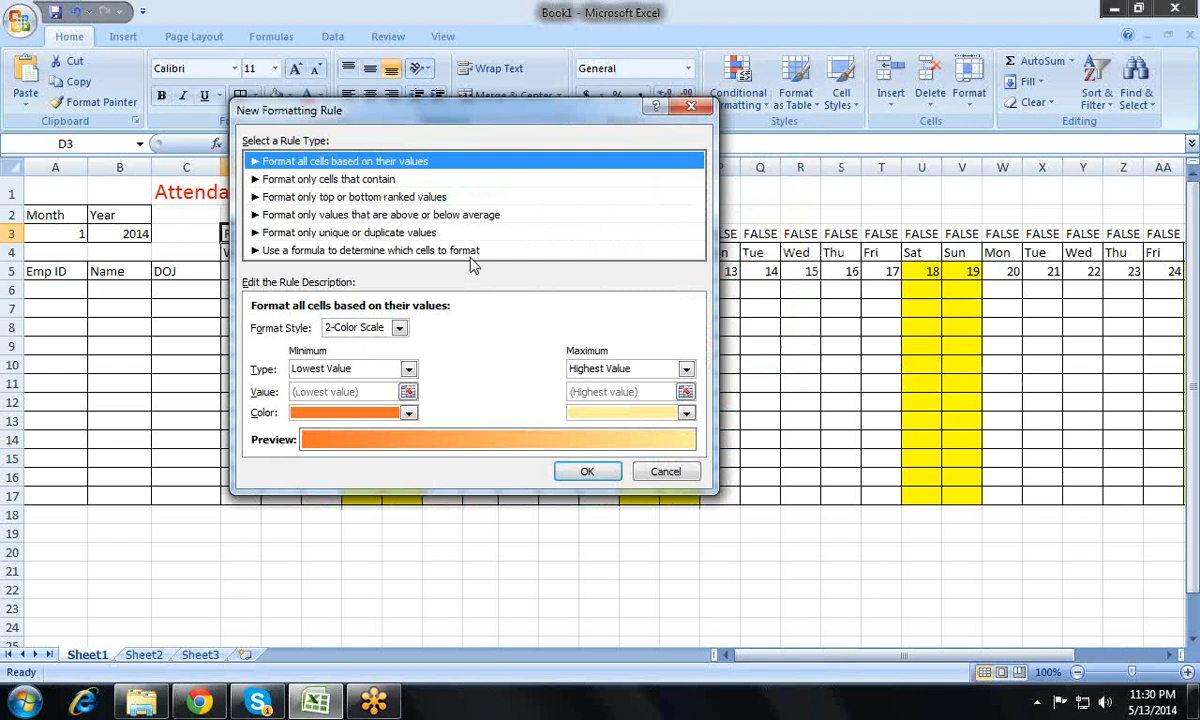 Book1 - Microsoft Excel
Home Insert Page Layout Formulas Data Review View
Paste Cut Copy Format Painter
Calibri 11 A A Wrap Text General
B I U Merge & Center
Conditional Formatting Format as Table Cell Styles Insert Delete Format
AutoSum Fill Clear Sort & Filter Find & Select
Clipboard Styles Cells Editing
D3 fx
A B C Q R S T U V W X Y Z AA
1 Attenda
2 Month Year
3 1 2014 FALSE FALSE FALSE FALSE FALSE FALSE FALSE FALSE FALSE FALSE FALSE
4 Tue Wed Thu Fri Sat Sun Mon Tue Wed Thu Fri
5 Emp ID Name DOJ 13 14 15 16 17 18 19 20 21 22 23 24
6
7
8
9
10
11
12
13
14
15
16
17
18
19
20
21
22
23
24
25
New Formatting Rule
Select a Rule Type:
► Format all cells based on their values
► Format only cells that contain
► Format only top or bottom ranked values
► Format only values that are above or below average
► Format only unique or duplicate values
► Use a formula to determine which cells to format
Edit the Rule Description:
Format all cells based on their values:
Format Style: 2-Color Scale
Minimum Maximum
Type: Lowest Value Highest Value
Value: (Lowest value) (Highest value)
Color:
Preview:
OK Cancel
Sheet1 Sheet2 Sheet3
Ready 100%
11:30 PM
5/13/2014